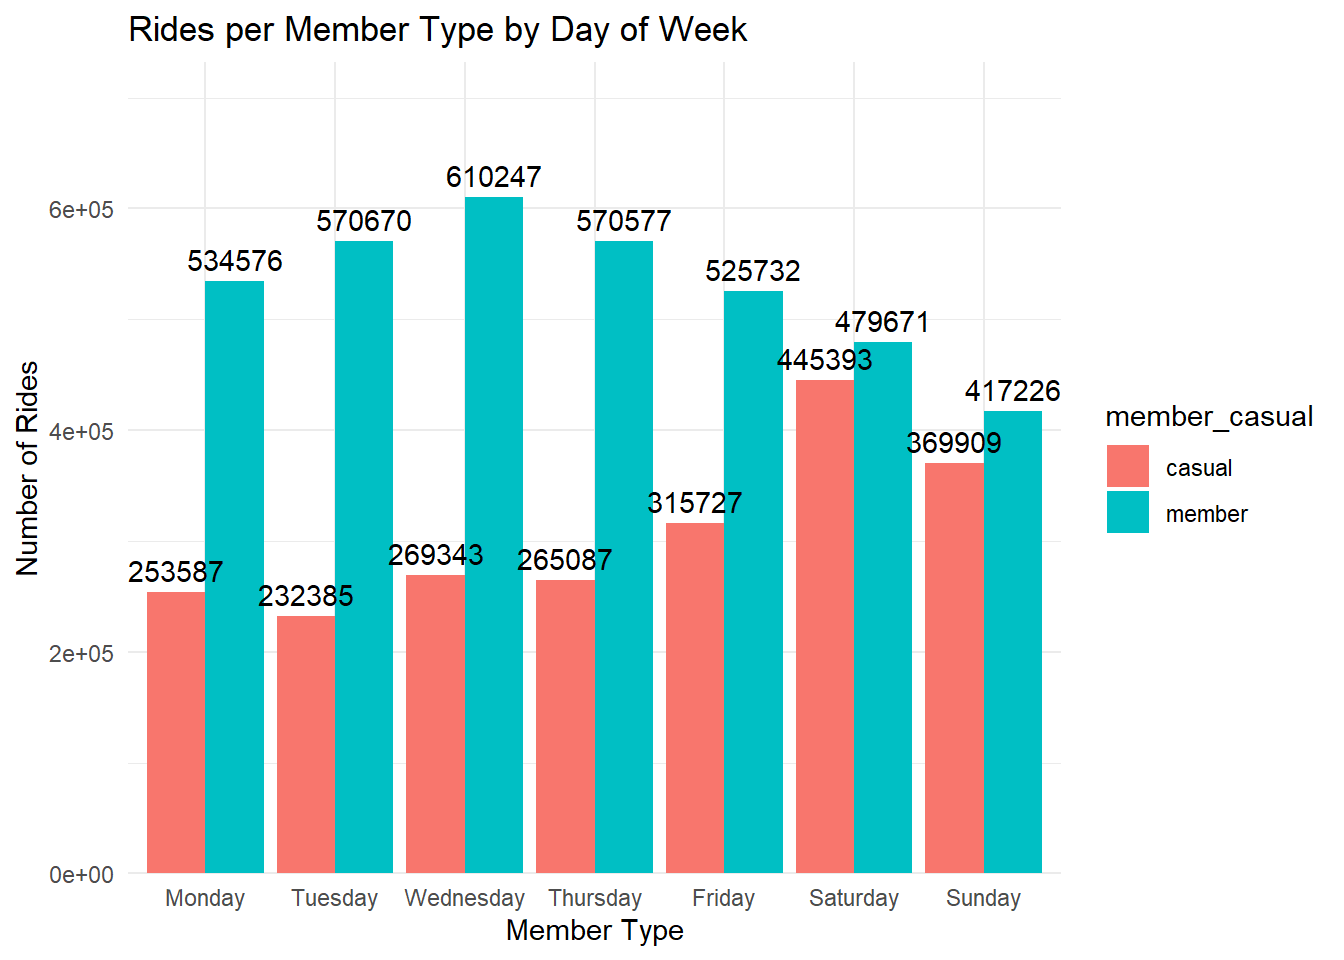 Rides per Member Type by Day of Week
Number of Rides
6e+05
4e+05
2e+05
0e+00
253587
534576
232385
570670
269343
610247
265087
570577
315727
525732
445393
479671
369909
417226
Monday
Tuesday
Wednesday
Thursday
Friday
Saturday
Sunday
Member Type
member_casual
casual
member